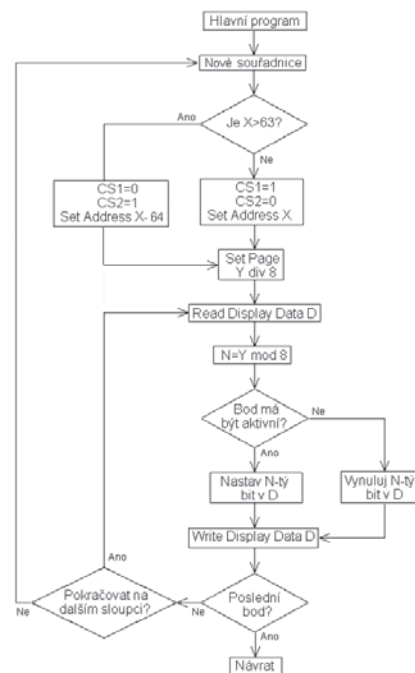 Hlavní program
Nové souřadnice
Je X>63?
Ano
Ne
CS1=0
CS2=1
Set Address X- 64
CS1=1
CS2=0
Set Address X
Set Page
Y div 8
Read Display Data D
N=Y mod 8
Bod má
být aktivní?
Ne
Ano
Nastav N-tý
bit v D
Vynuluj N-tý
bit v D
Write Display Data D
Ano
Pokračovat na
dalším sloupci?
Ne
Ne
Poslední
bod?
Ano
Návrat